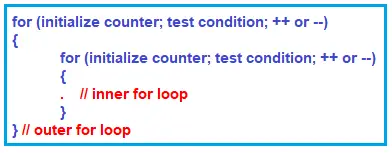 for (initialize counter; test condition; ++ or --)
{
for (initialize counter; test condition; ++ or --)
{
. // inner for loop
}
} // outer for loop